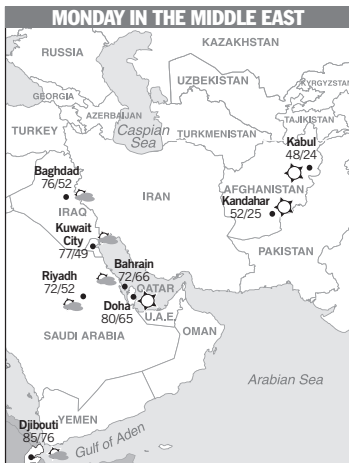 MONDAY IN THE MIDDLE EAST
KAZAKHSTAN
RUSSIA
UZBEKISTAN
KYRGYZSTAN
GEORGIA
AZERBAIJAN
TAJIKISTAN
TURKEY
Caspian
Sea
TURKMENISTAN
Kabul
48/24
Baghdad
76/52
IRAN
AFGHANISTAN
Kandahar
52/25
IRAQ
Kuwait
City
77/49
PAKISTAN
Riyadh
72/52
Bahrain
72/66
QATAR
Doha
80/65
U.A.E.
OMAN
SAUDI ARABIA
Arabian Sea
YEMEN
Djibouti
85/76
Gulf of Aden